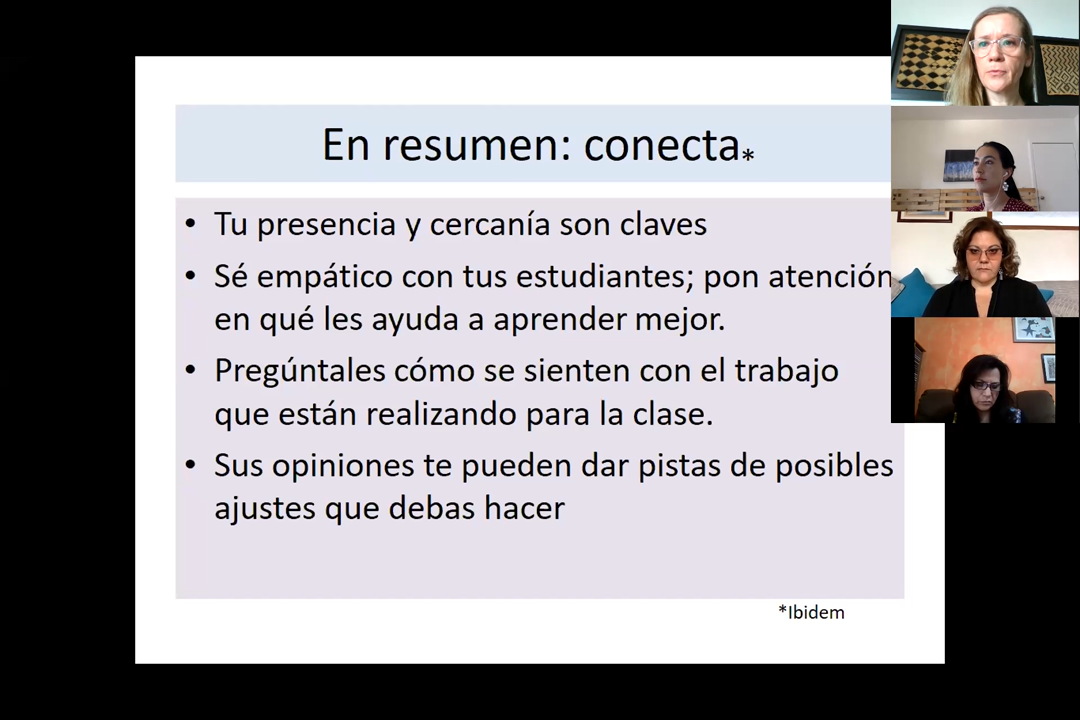 En resumen: conecta*
• Tu presencia y cercanía son claves
• Sé empático con tus estudiantes; pon atención
en qué les ayuda a aprender mejor.
• Pregúntales cómo se sienten con el trabajo
que están realizando para la clase.
• Sus opiniones te pueden dar pistas de posibles
ajustes que debas hacer
*Ibidem